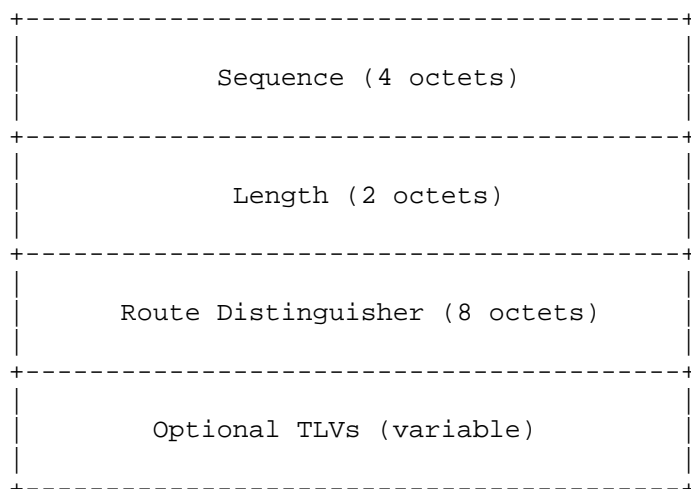 Sequence (4 octets)
Length (2 octets)
Route Distinguisher (8 octets)
Optional TLVs (variable)